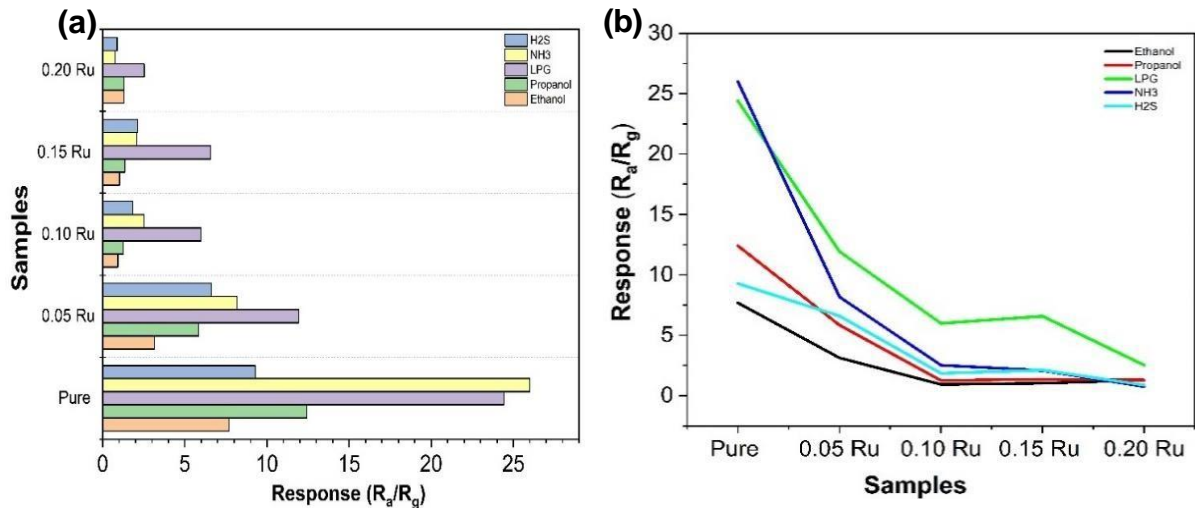 (a)
H2S
NH3
LPG
Propanol
Ethanol
0.20 Ru
0.15 Ru
0.10 Ru
0.05 Ru
Pure
Samples
0 5 10 15 20 25
Response (Ra/Rg)
(b)
Ethanol
Propanol
LPG
NH3
H2S
30
25
20
15
10
5
0
Response (Ra/Rg)
Pure 0.05 Ru 0.10 Ru 0.15 Ru 0.20 Ru
Samples